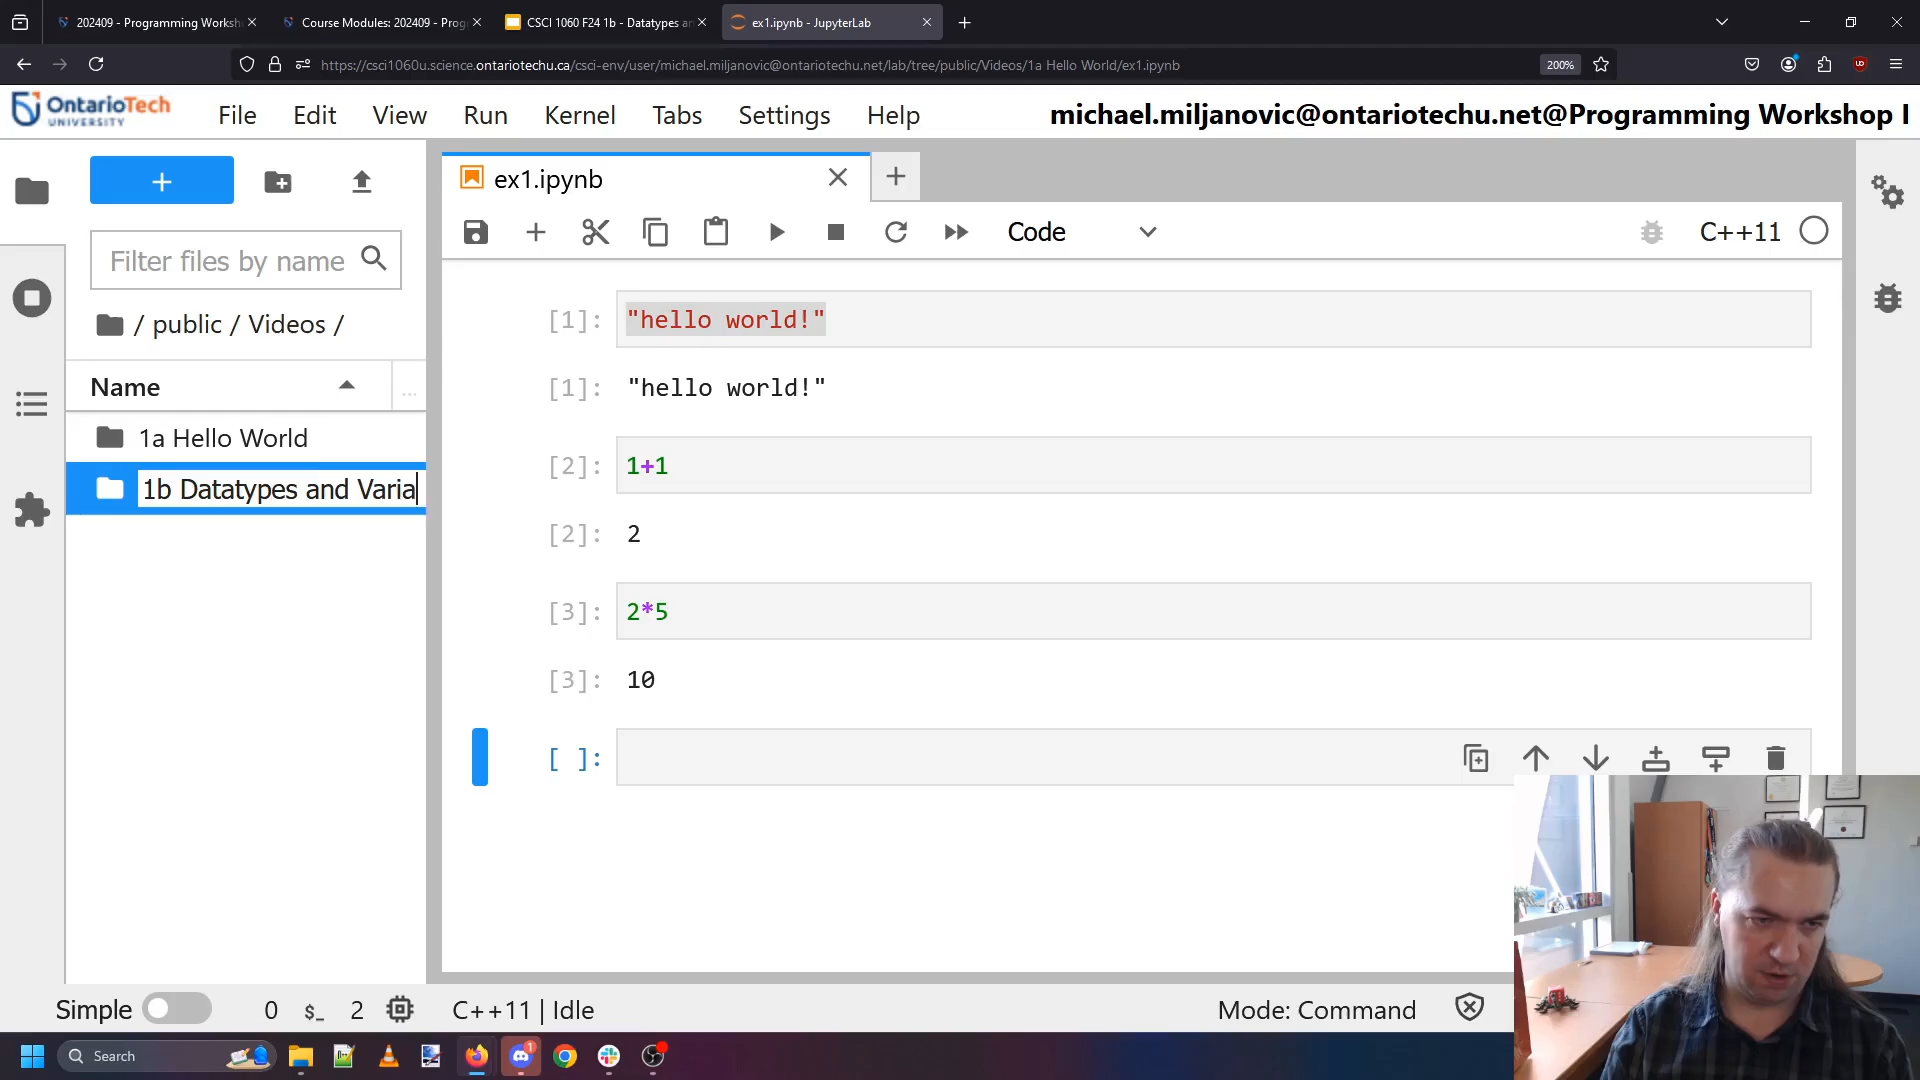 202409 - Programming Worksh
Course Modules: 202409 - Prog
CSCI 1060 F24 1b - Datatypes an
ex1.ipynb - JupyterLab
https://csci1060u.science.ontariotechu.ca/csci-env/user/michael.miljanovic@ontariotechu.net/lab/tree/public/Videos/1a Hello World/ex1.ipynb
200%
OntarioTech
UNIVERSITY
File Edit View Run Kernel Tabs Settings Help
michael.miljanovic@ontariotechu.net@Programming Workshop I
ex1.ipynb
Filter files by name
Code
C++11
/ public / Videos /
Name
...
1a Hello World
1b Datatypes and Varia
[1]: "hello world!"
[1]: "hello world!"
[2]: 1+1
[2]: 2
[3]: 2*5
[3]: 10
[ ]:
Simple
0
$_
2
C++11 | Idle
Mode: Command
Search
1